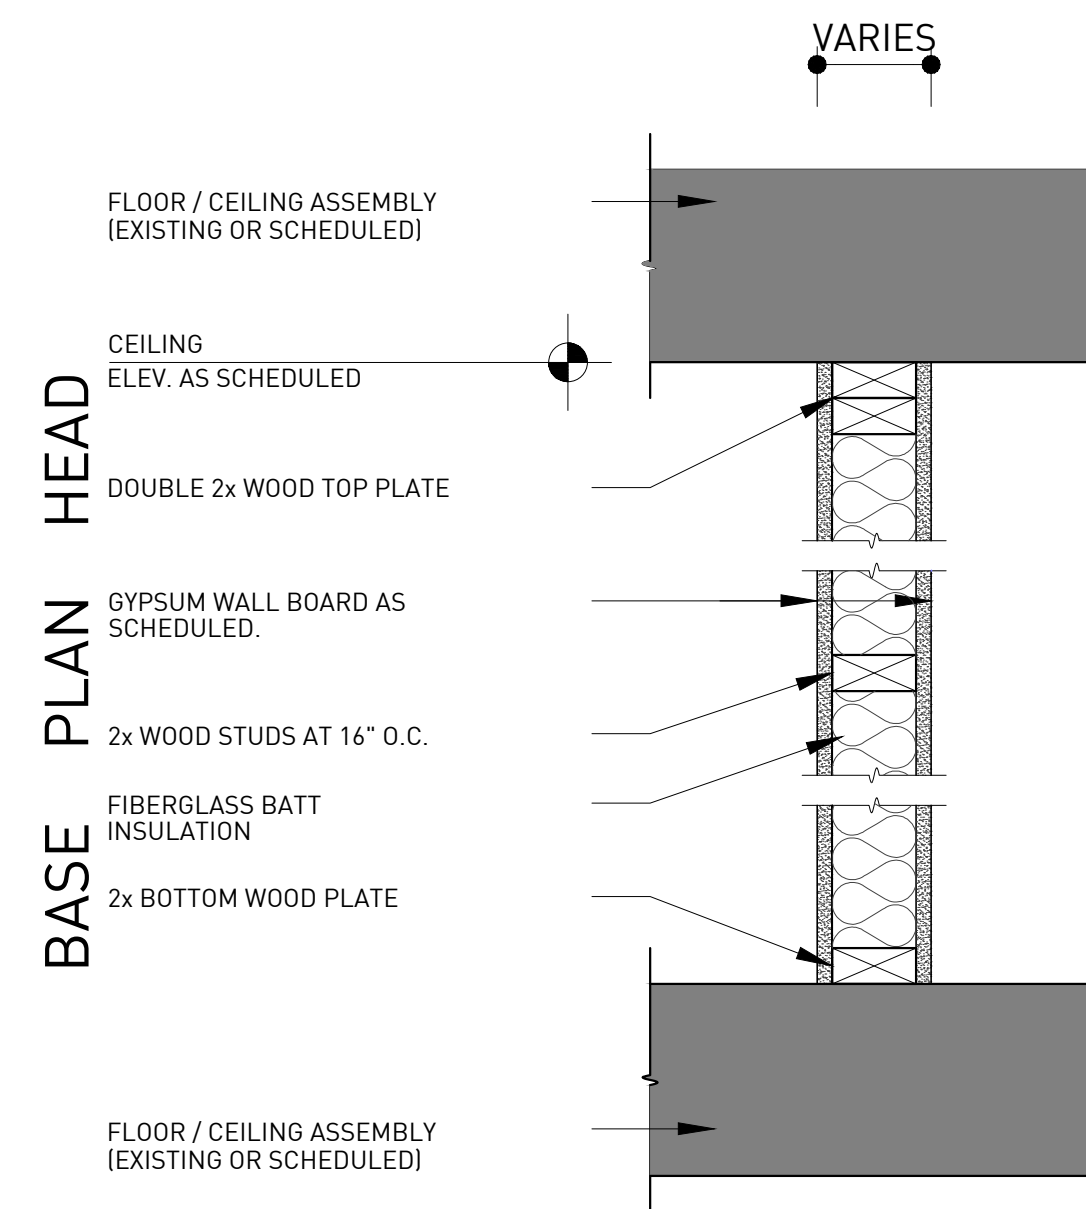 VARIES
FLOOR / CEILING ASSEMBLY
(EXISTING OR SCHEDULED)
CEILING
ELEV. AS SCHEDULED
HEAD
DOUBLE 2x WOOD TOP PLATE
PLAN
GYPSUM WALL BOARD AS
SCHEDULED.
2x WOOD STUDS AT 16" O.C.
FIBERGLASS BATT
INSULATION
BASE
2x BOTTOM WOOD PLATE
FLOOR / CEILING ASSEMBLY
(EXISTING OR SCHEDULED)